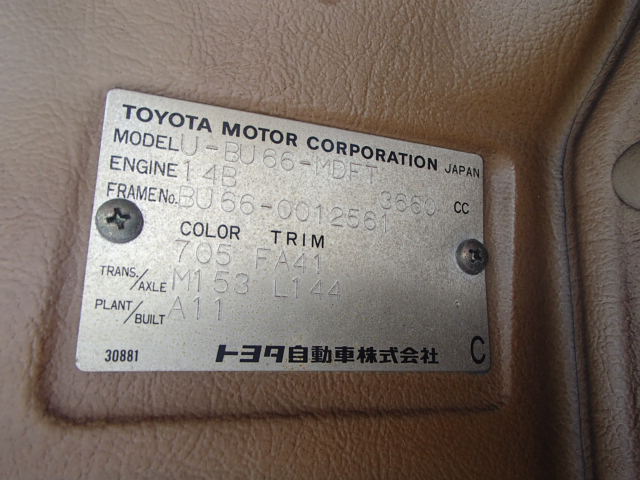 TOYOTA MOTOR CORPORATION JAPAN
MODEL U-BU66-MDFT
ENGINE 14B 3660 CC
FRAME No. BU66-0012561
COLOR TRIM
705 FA41
TRANS./AXLE M153 L144
PLANT/BUILT A11
30881 トヨタ自動車株式会社 C